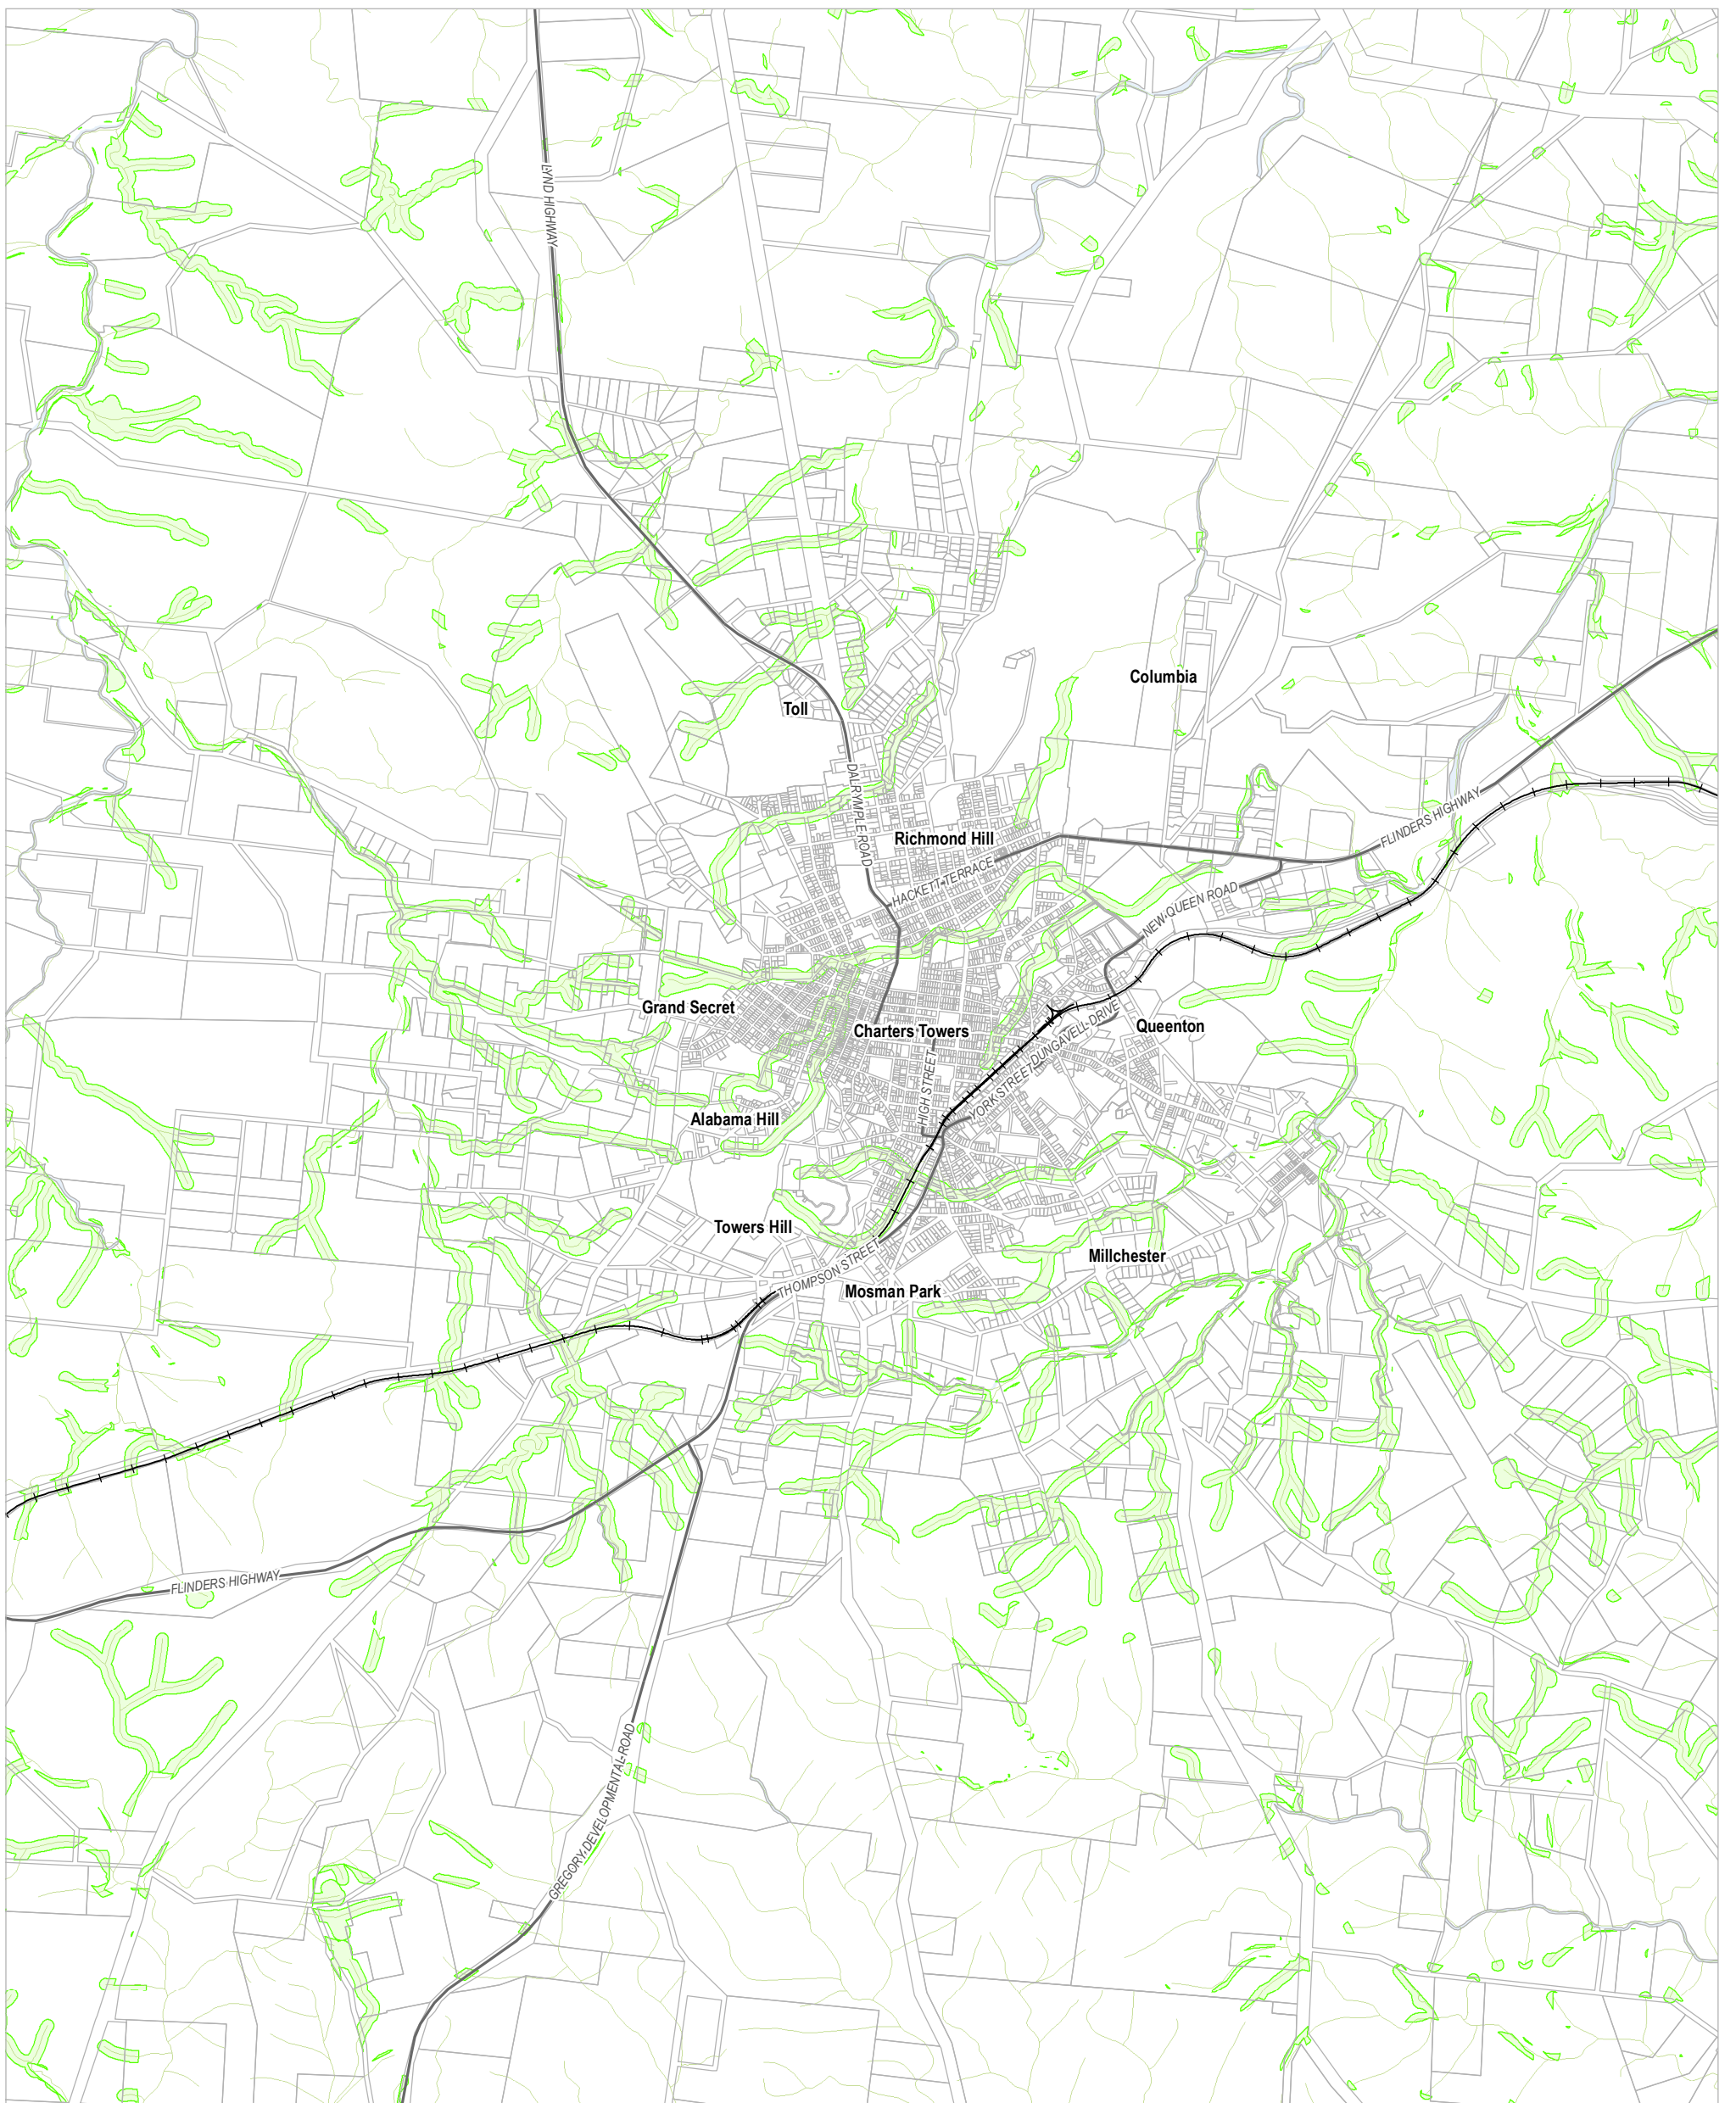 LYND HIGHWAY
Columbia
Toll
DALRYMPLE ROAD
FLINDERS HIGHWAY
Richmond Hill
HACKETT TERRACE
NEW QUEEN ROAD
Grand Secret
Charters Towers
Queenton
DUNGAVELL DRIVE
HIGH STREET
YORK STREET
Alabama Hill
Towers Hill
THOMPSON STREET
Millchester
Mosman Park
FLINDERS HIGHWAY
GREGORY DEVELOPMENTAL ROAD